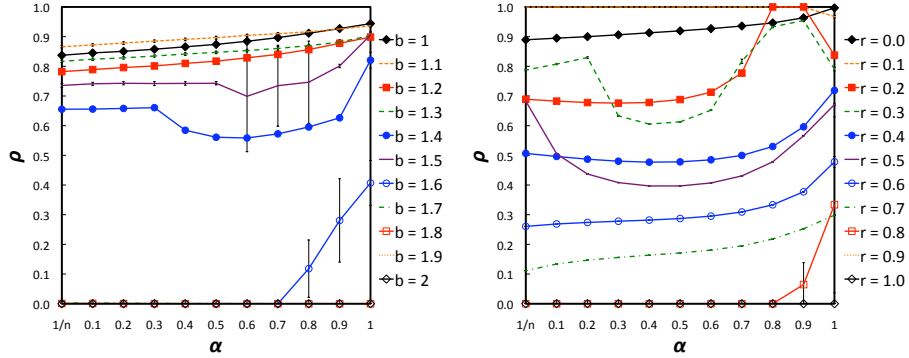 1.0
0.9
0.8
0.7
0.6
0.5
0.4
0.3
0.2
0.1
0.0
ρ
1/n 0.1 0.2 0.3 0.4 0.5 0.6 0.7 0.8 0.9 1
α
b = 1
b = 1.1
b = 1.2
b = 1.3
b = 1.4
b = 1.5
b = 1.6
b = 1.7
b = 1.8
b = 1.9
b = 2
1.0
0.9
0.8
0.7
0.6
0.5
0.4
0.3
0.2
0.1
0.0
ρ
1/n 0.1 0.2 0.3 0.4 0.5 0.6 0.7 0.8 0.9 1
α
r = 0.0
r = 0.1
r = 0.2
r = 0.3
r = 0.4
r = 0.5
r = 0.6
r = 0.7
r = 0.8
r = 0.9
r = 1.0